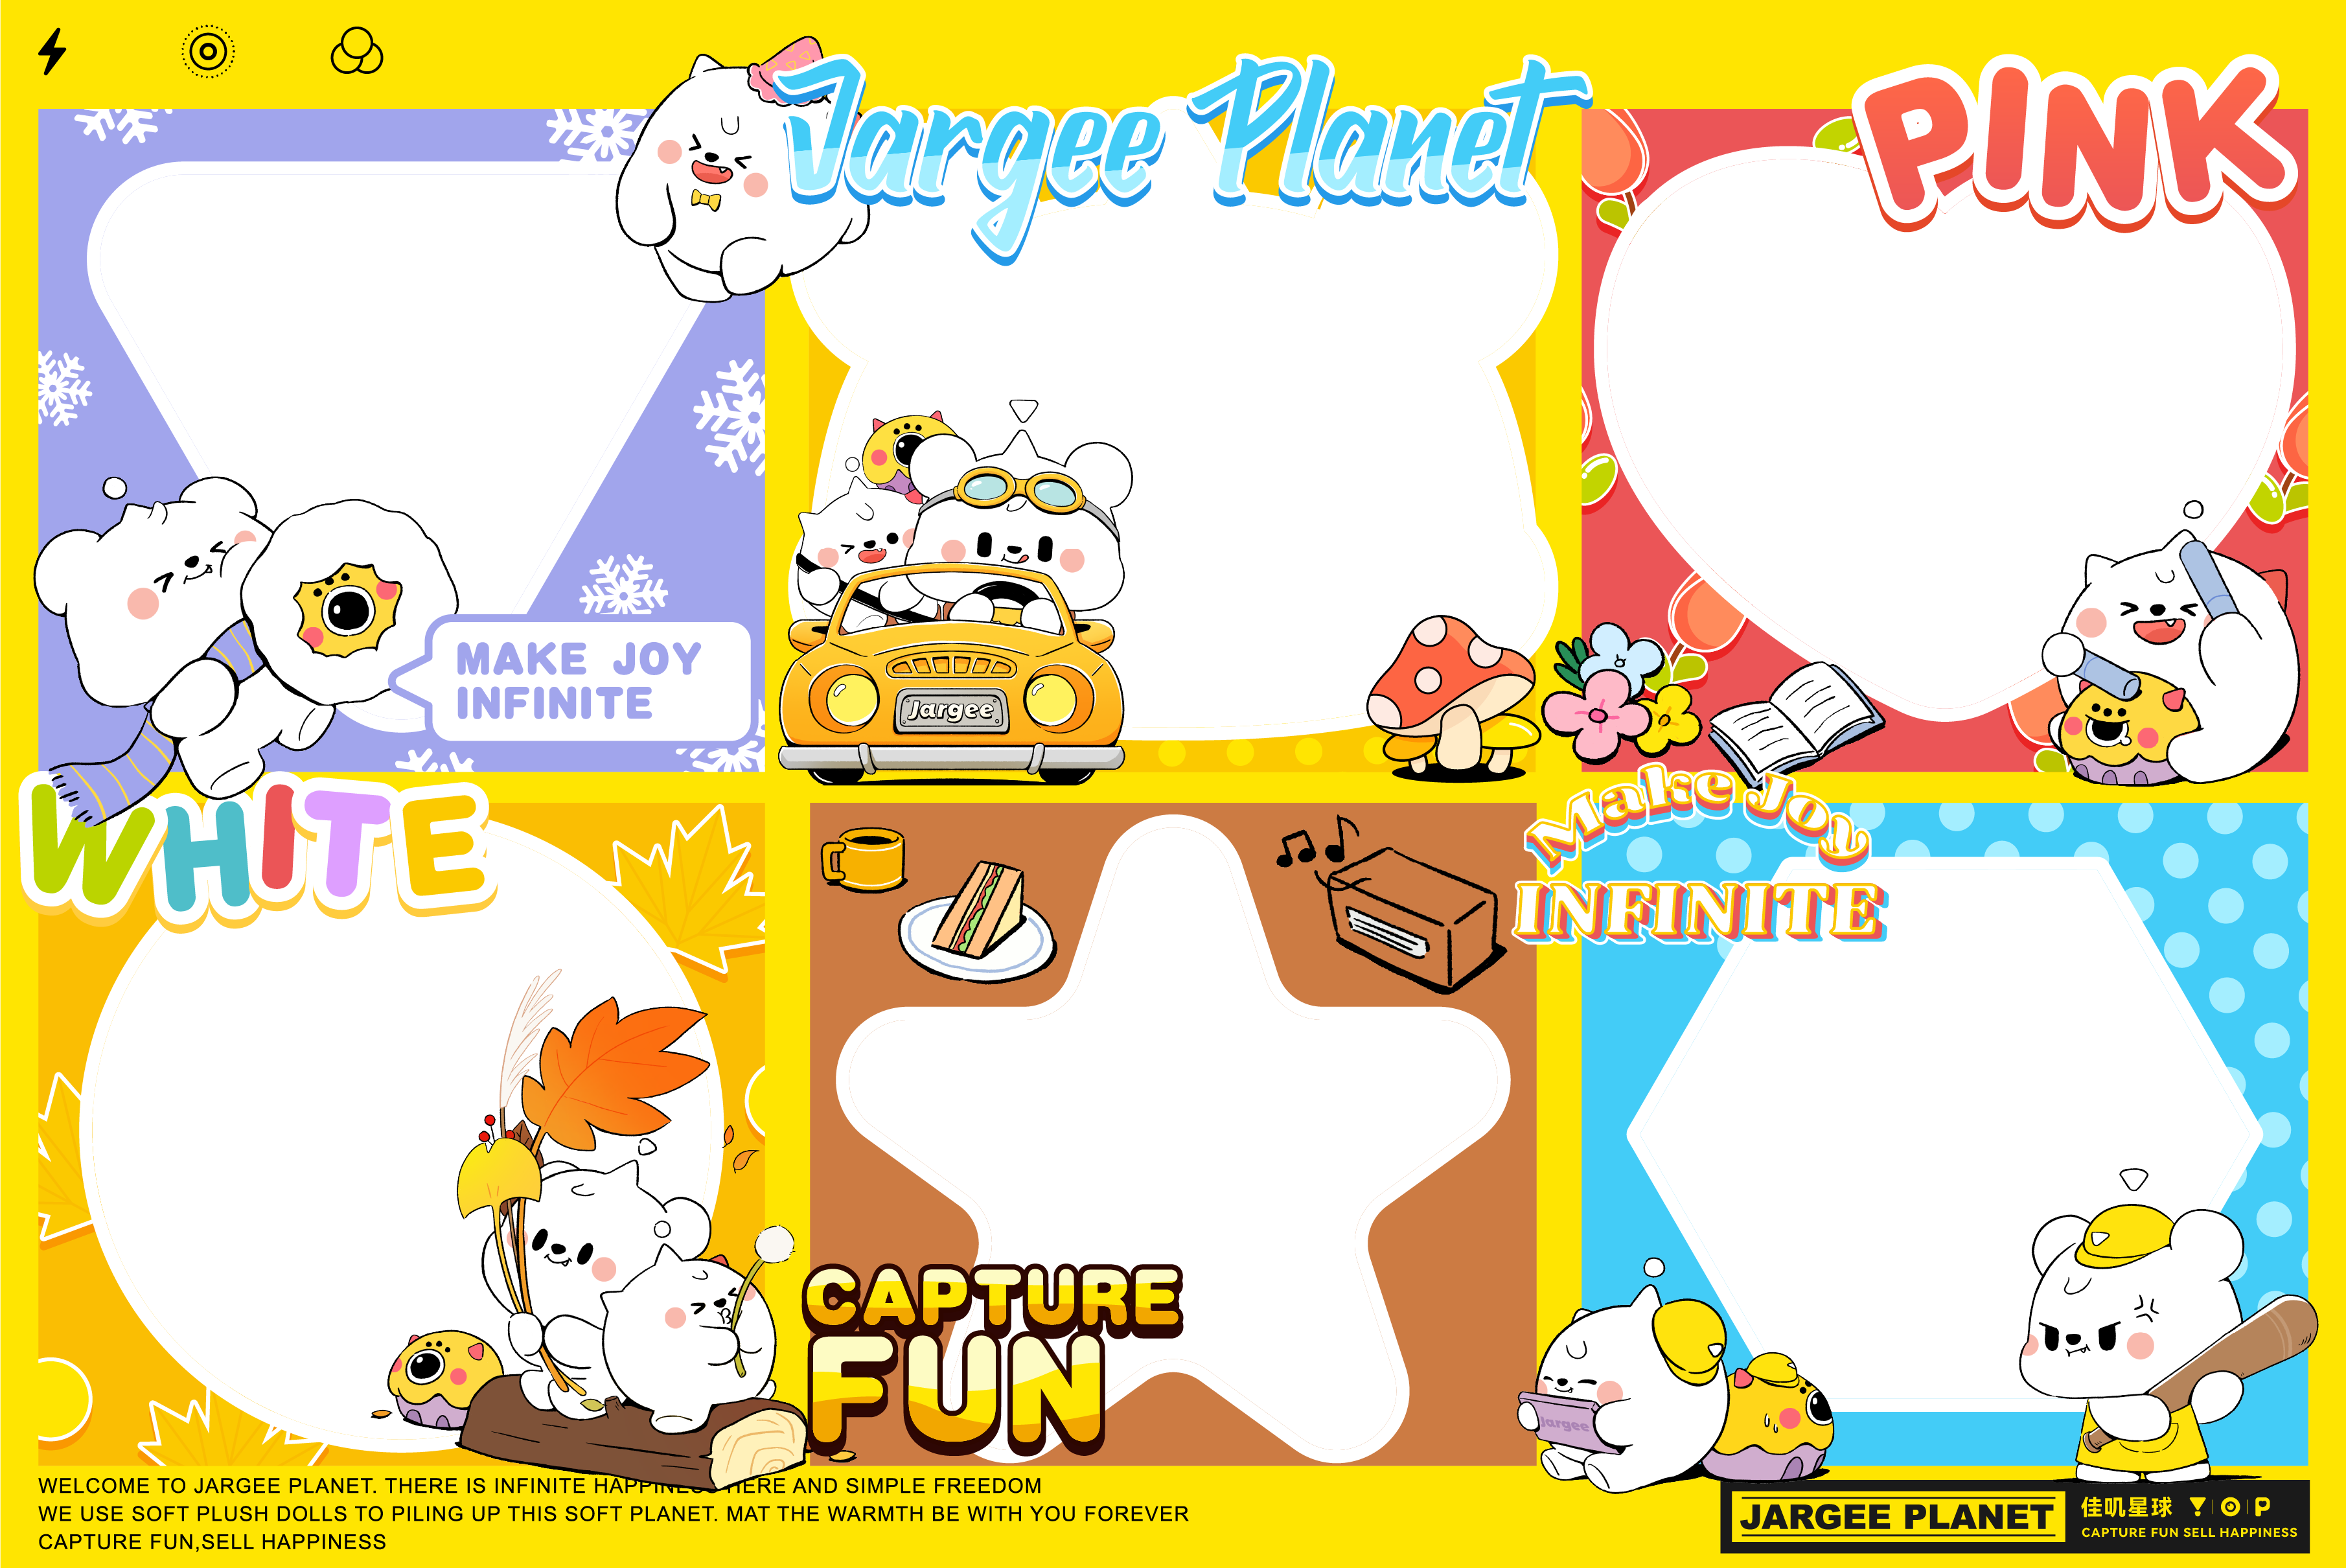 Jargee Planet
PINK
MAKE JOY
INFINITE
Jargee
WHITE
Make Joy
INFINITE
CAPTURE
FUN
Jargee
WELCOME TO JARGEE PLANET. THERE IS INFINITE HAPPINESS HERE AND SIMPLE FREEDOM
WE USE SOFT PLUSH DOLLS TO PILING UP THIS SOFT PLANET. MAT THE WARMTH BE WITH YOU FOREVER
CAPTURE FUN,SELL HAPPINESS
JARGEE PLANET
佳叽星球
CAPTURE FUN SELL HAPPINESS